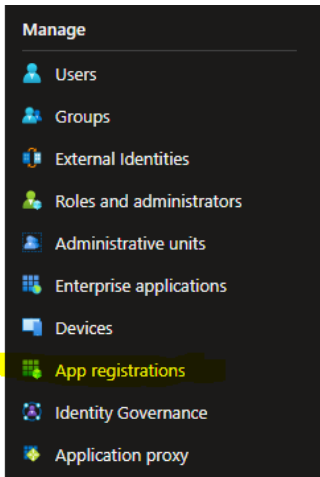 Manage
Users
Groups
External Identities
Roles and administrators
Administrative units
Enterprise applications
Devices
App registrations
Identity Governance
Application proxy